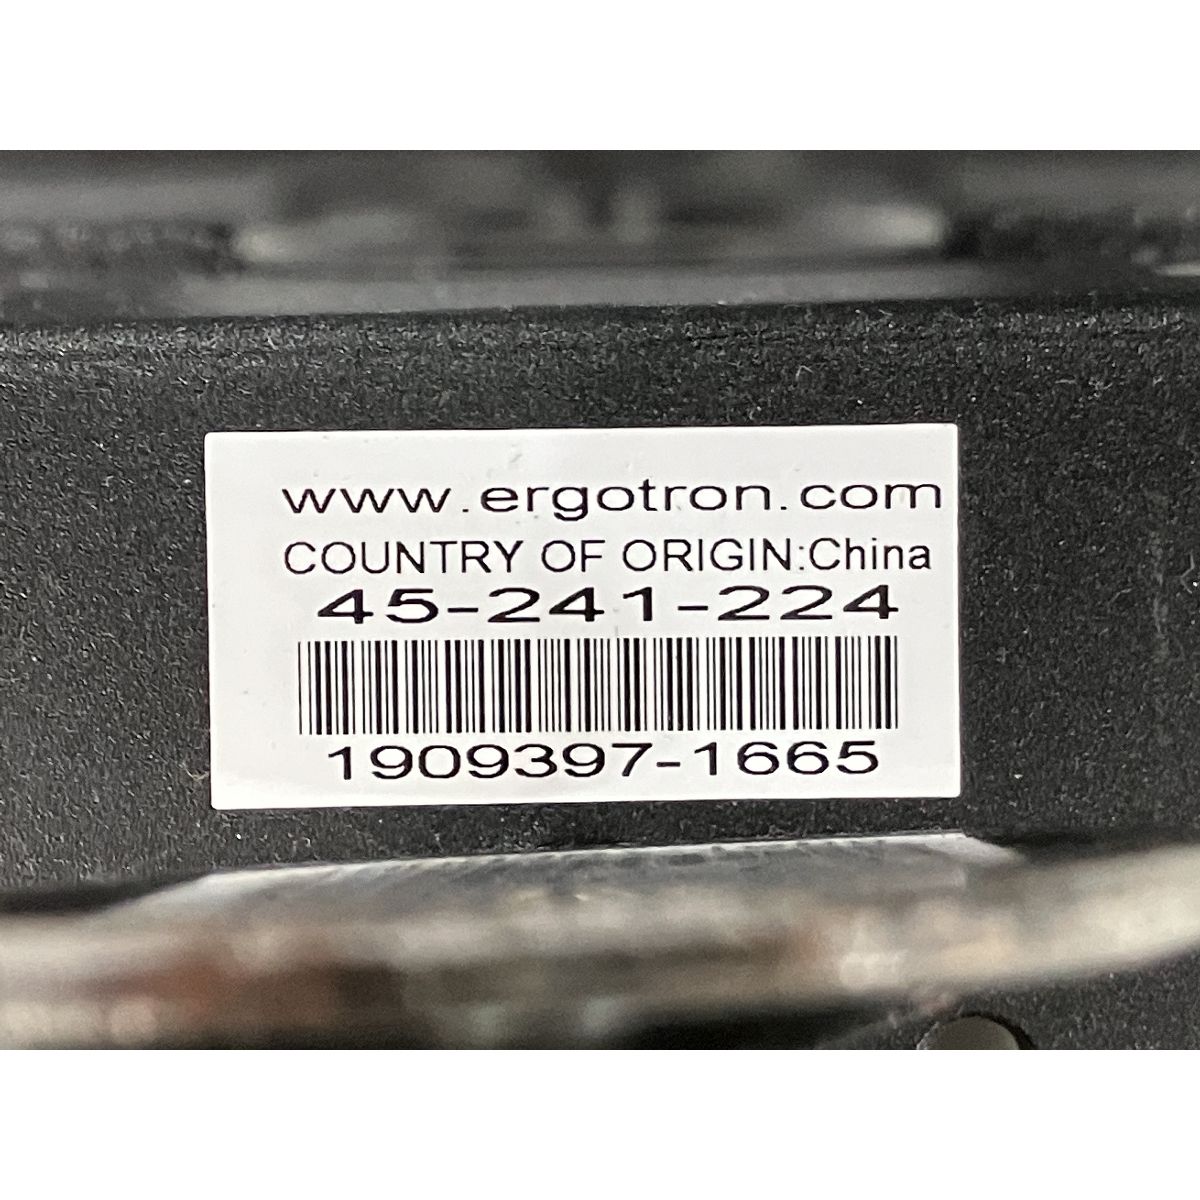 www.ergotron.com
COUNTRY OF ORIGIN:China
45-241-224
1909397-1665